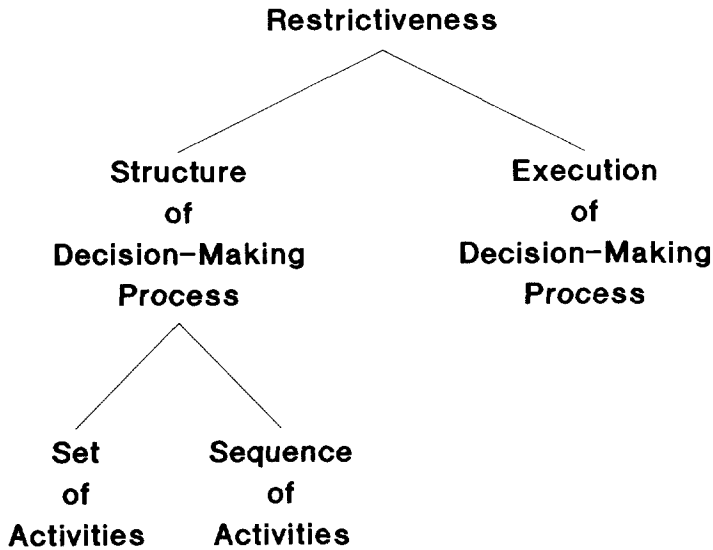 Restrictiveness
Structure
of
Decision-Making
Process
Execution
of
Decision-Making
Process
Set
of
Activities
Sequence
of
Activities